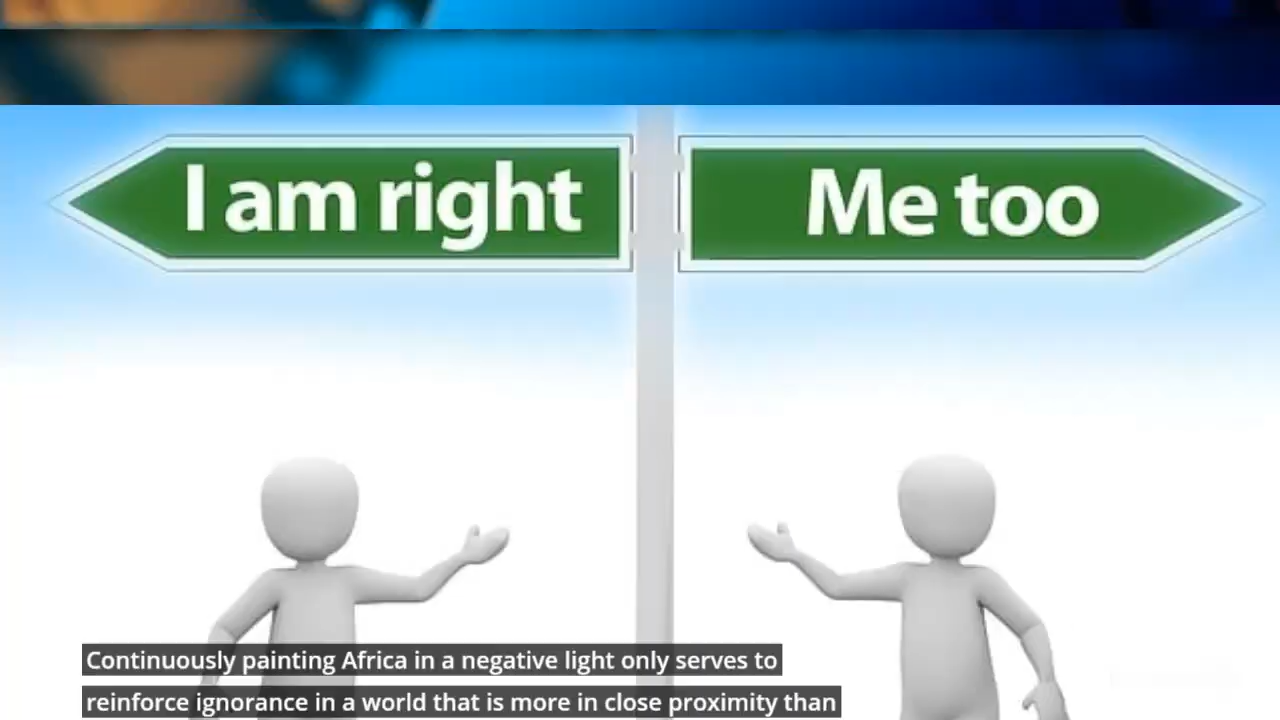 I am right
Me too
Continuously painting Africa in a negative light only serves to
reinforce ignorance in a world that is more in close proximity than